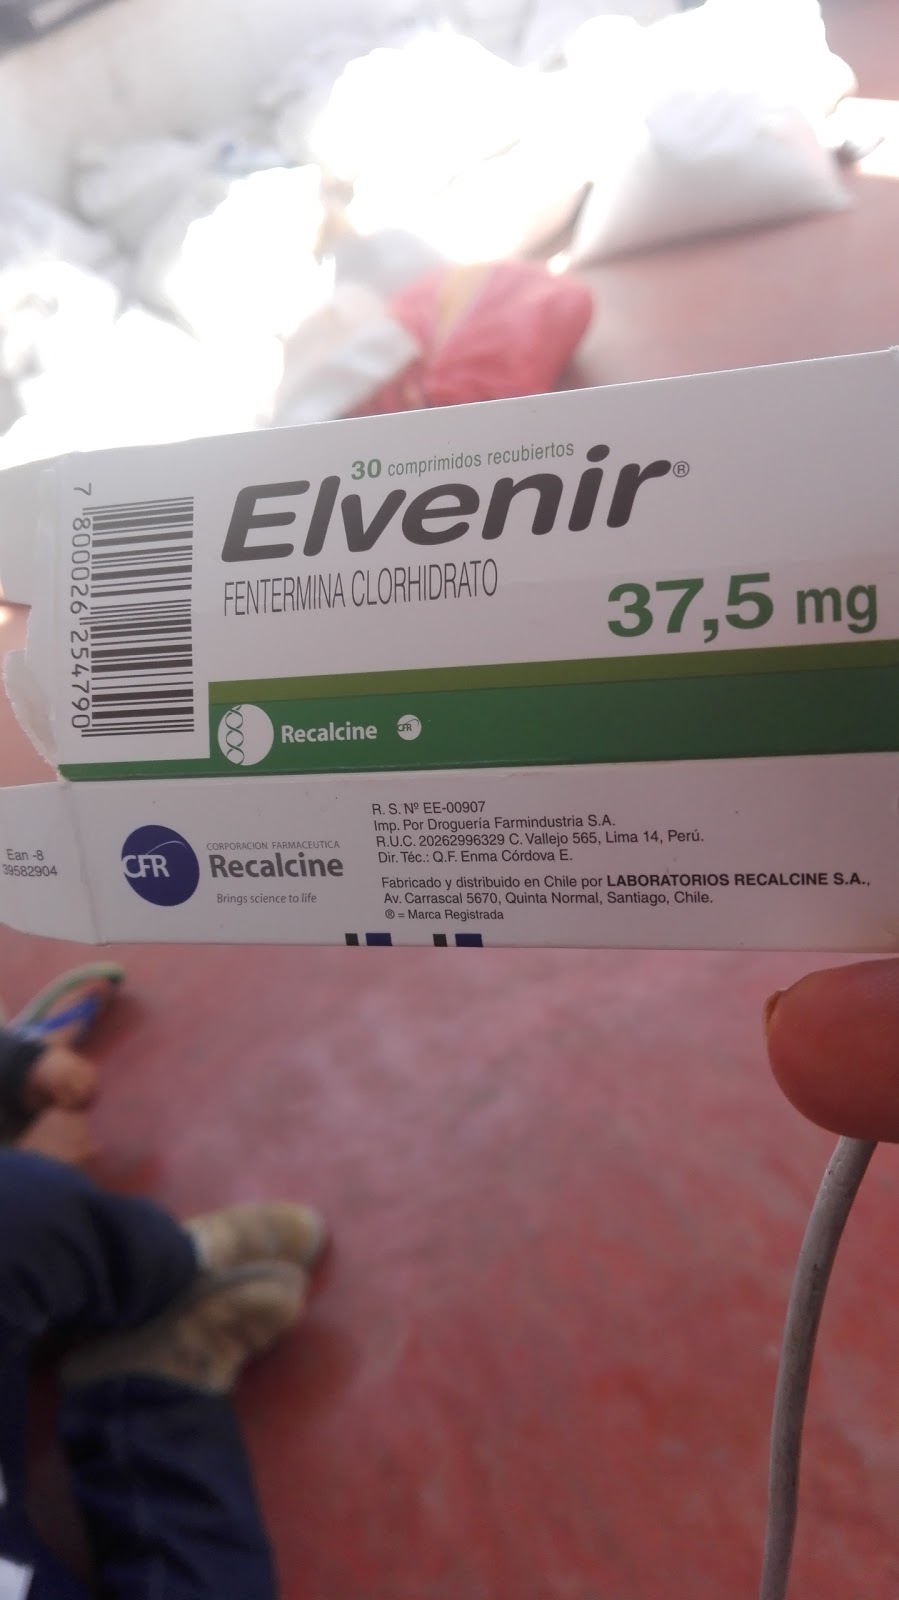 30 comprimidos recubiertos
Elvenir®
FENTERMINA CLORHIDRATO
37,5 mg
7 800026 254790
Recalcine CFR
Ean -8
39582904
CFR
CORPORACION FARMACEUTICA
Recalcine
Brings science to life
R. S. Nº EE-00907
Imp. Por Droguería Farmindustria S.A.
R.U.C. 20262996329 C. Vallejo 565, Lima 14, Perú.
Dir. Téc.: Q.F. Enma Córdova E.
Fabricado y distribuido en Chile por LABORATORIOS RECALCINE S.A.,
Av. Carrascal 5670, Quinta Normal, Santiago, Chile.
® = Marca Registrada